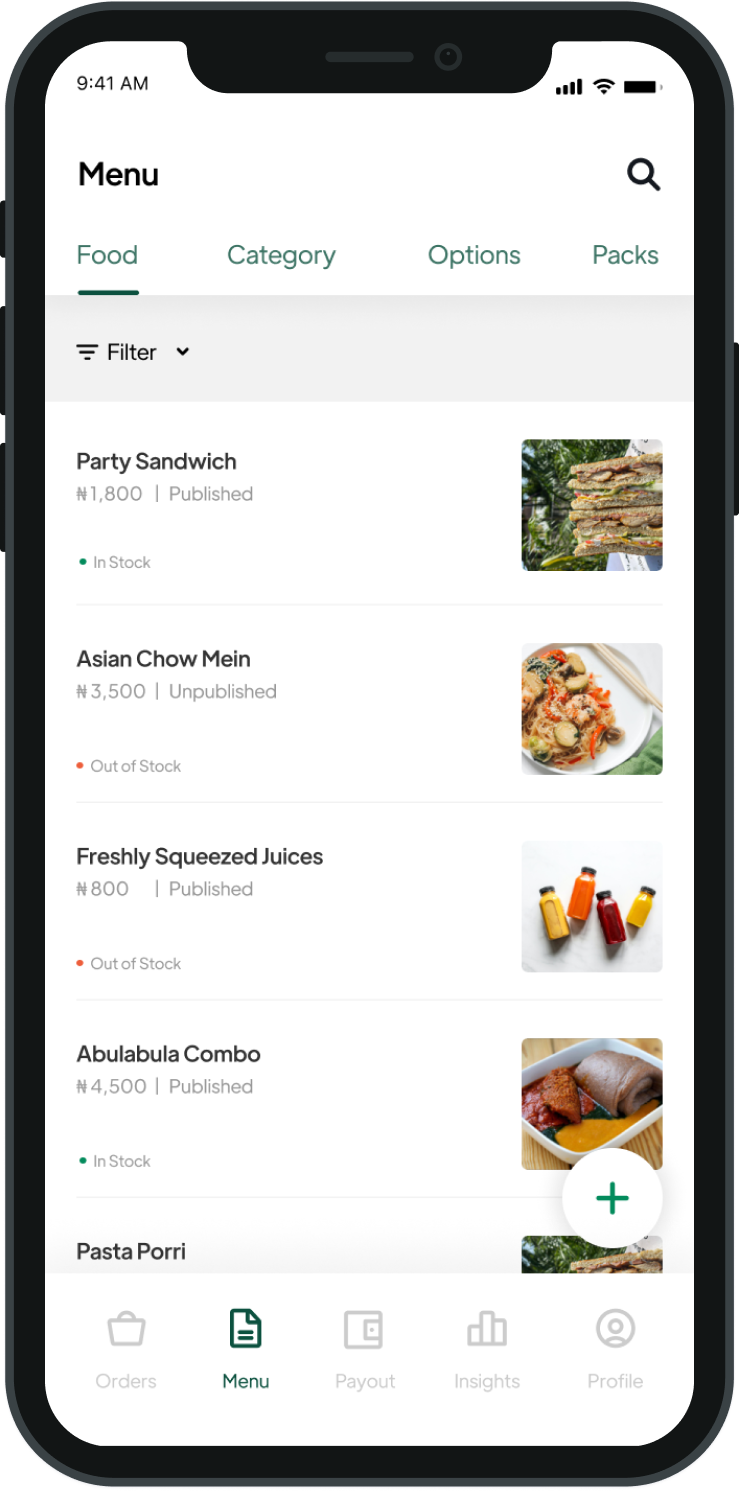 9:41 AM
Menu
Food Category Options Packs
Filter
Party Sandwich
₦1,800 | Published
In Stock
Asian Chow Mein
₦3,500 | Unpublished
Out of Stock
Freshly Squeezed Juices
₦800 | Published
Out of Stock
Abulabula Combo
₦4,500 | Published
In Stock
Pasta Porri
Orders Menu Payout Insights Profile